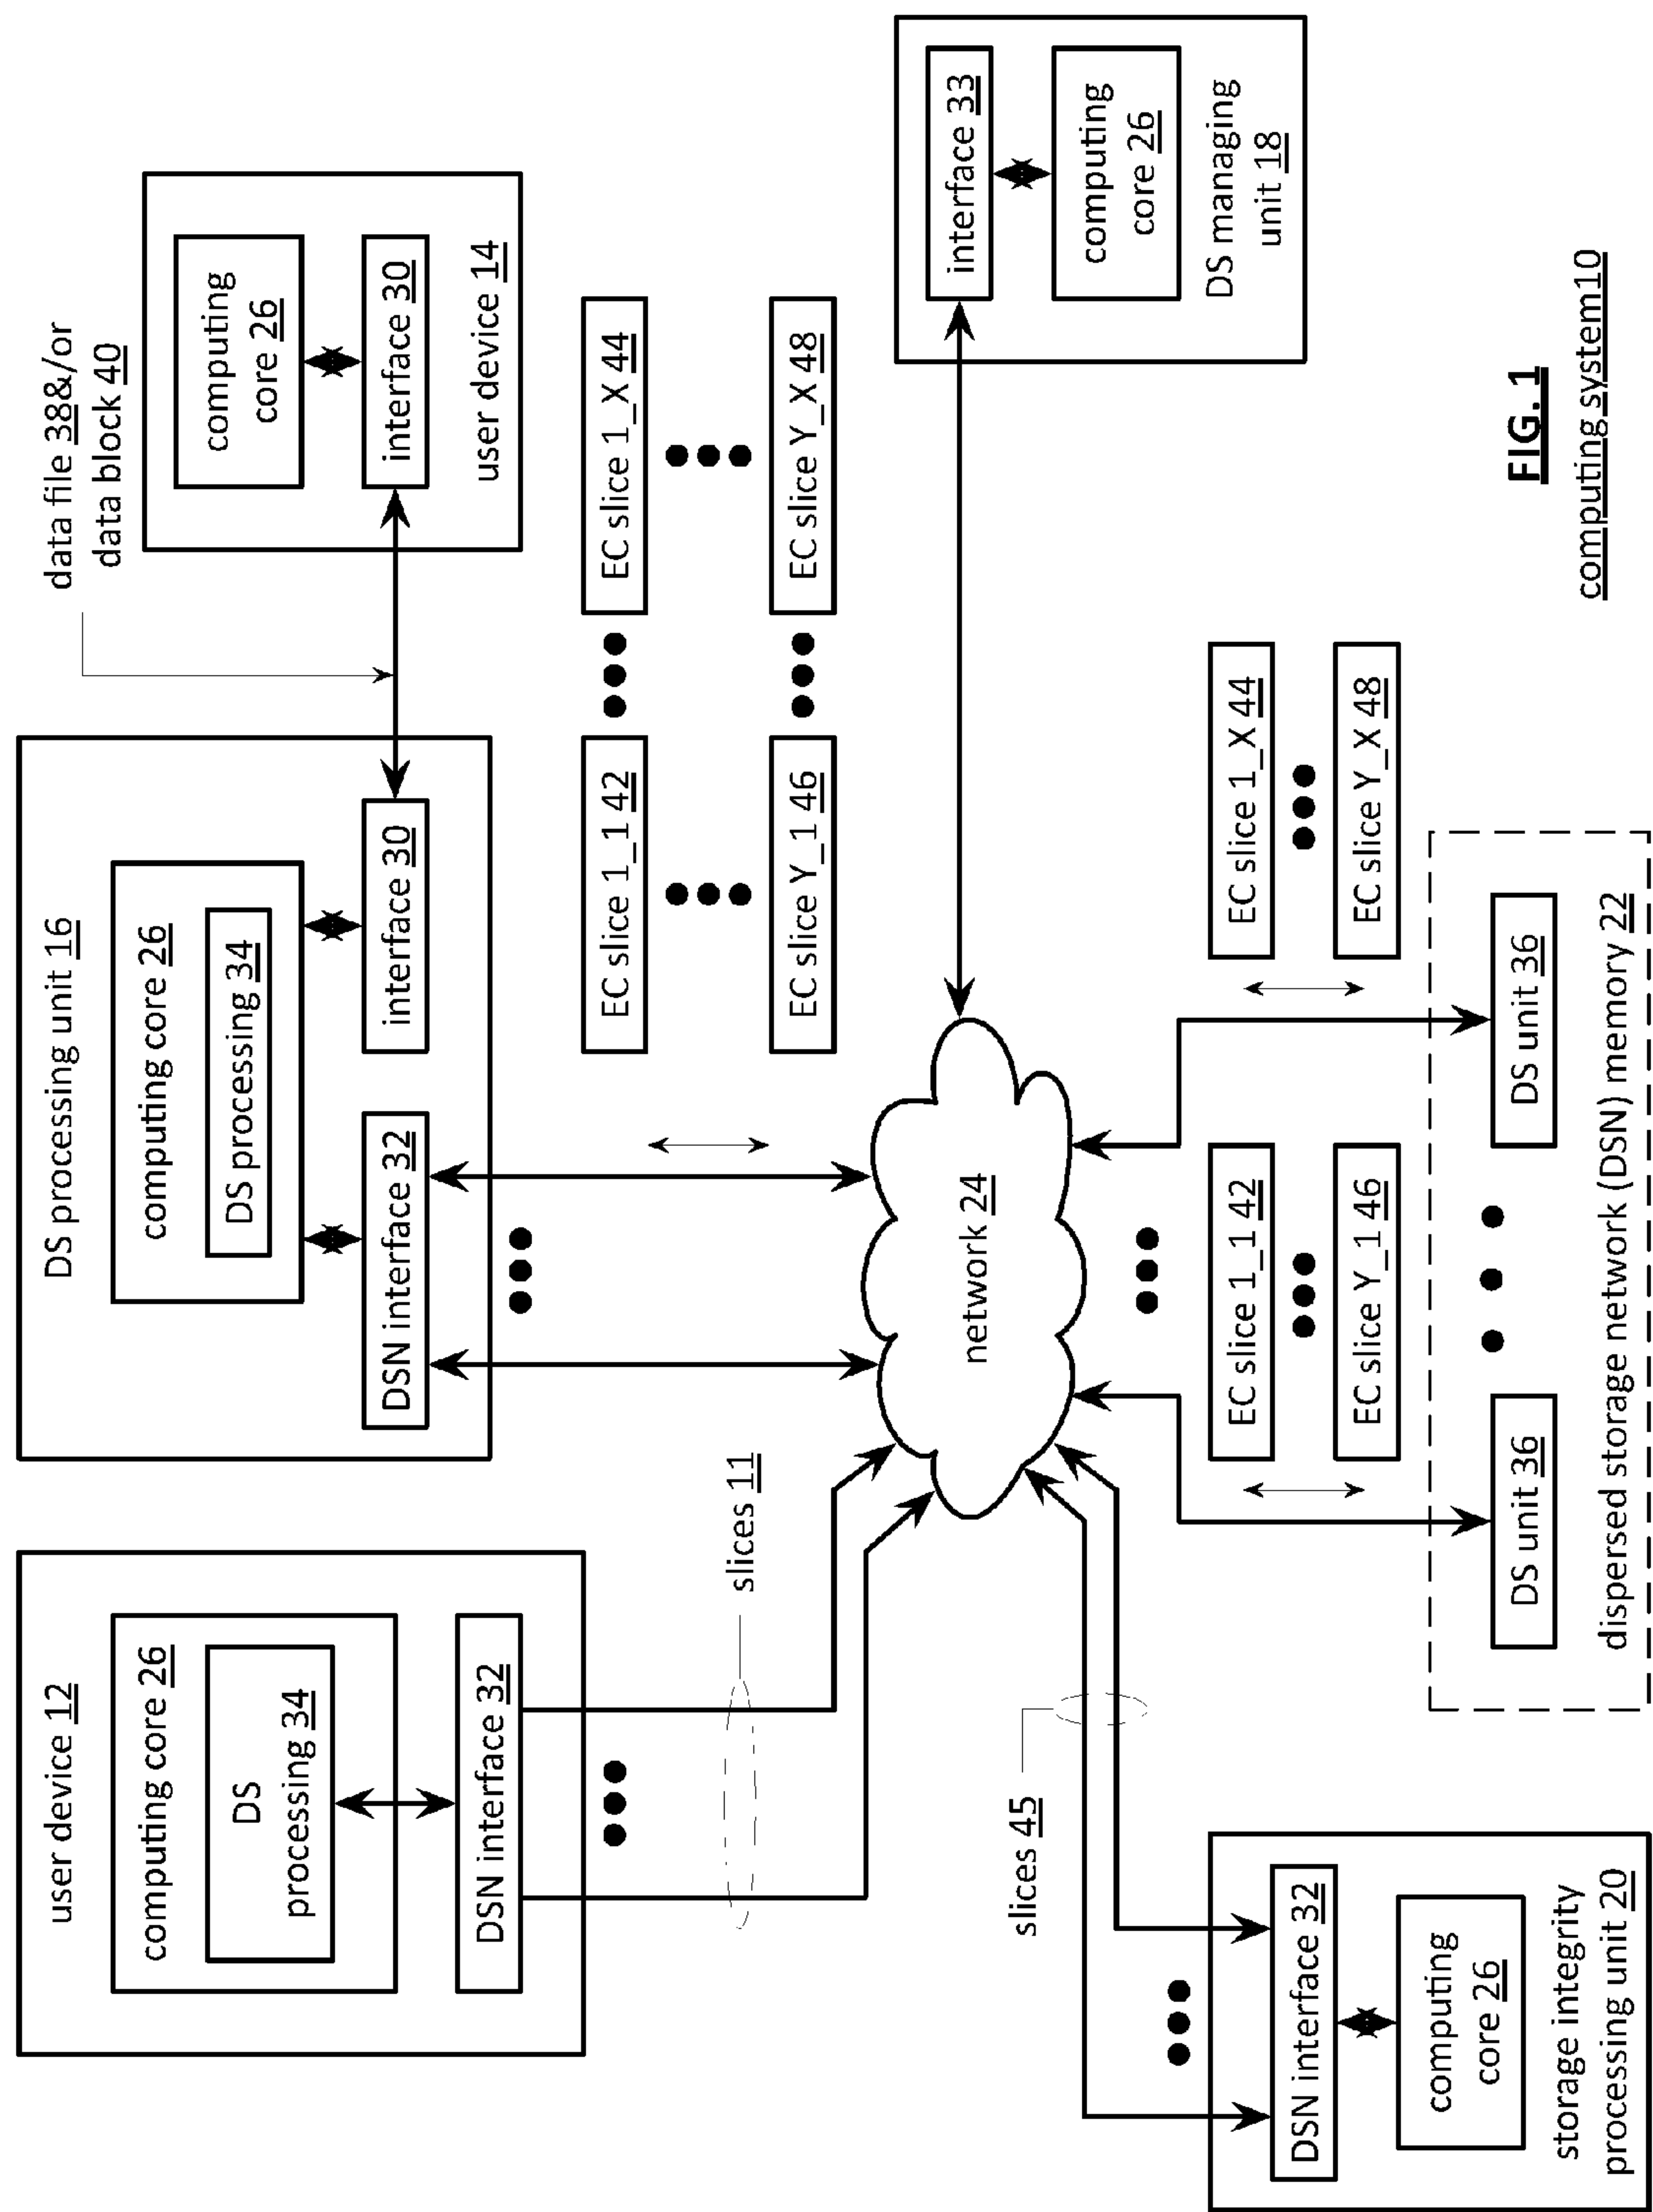 user device 12
computing core 26
DS
processing 34
DSN interface 32
DS processing unit 16
computing core 26
DS processing 34
DSN interface 32
interface 30
data file 38&/or
data block 40
computing
core 26
interface 30
user device 14
slices 11
EC slice 1_1 42
EC slice 1_X 44
EC slice Y_1 46
EC slice Y_X 48
network 24
interface 33
computing
core 26
DS managing
unit 18
slices 45
DSN interface 32
computing
core 26
storage integrity
processing unit 20
EC slice 1_1 42
EC slice 1_X 44
EC slice Y_1 46
EC slice Y_X 48
DS unit 36
DS unit 36
dispersed storage network (DSN) memory 22
FIG. 1
computing system10